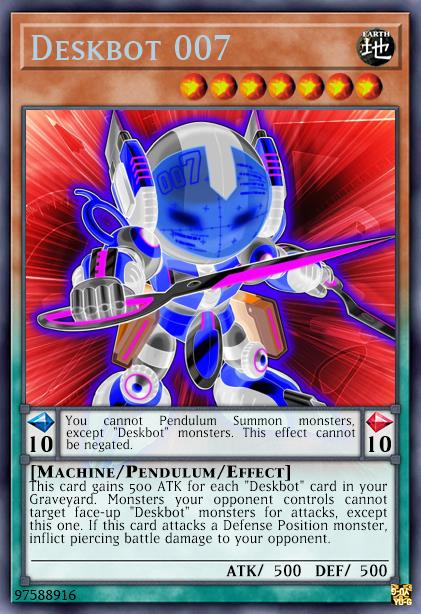 DESKBOT 007
EARTH
地
007
You cannot Pendulum Summon monsters,
except "Deskbot" monsters. This effect cannot
be negated.
10
10
[MACHINE/PENDULUM/EFFECT]
This card gains 500 ATK for each "Deskbot" card in your
Graveyard. Monsters your opponent controls cannot
target face-up "Deskbot" monsters for attacks, except
this one. If this card attacks a Defense Position monster,
inflict piercing battle damage to your opponent.
ATK/ 500 DEF/ 500
97588916